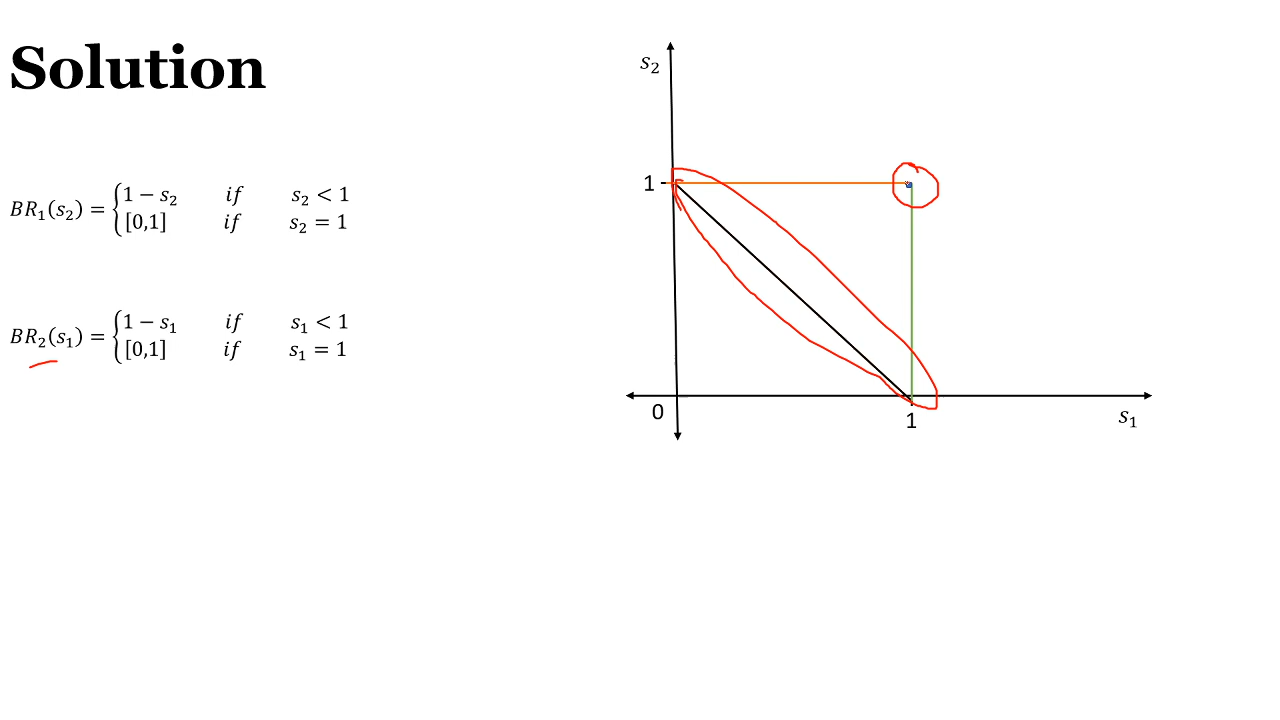 Solution
BR₁(s₂) = {1 − s₂ if s₂ < 1
[0,1] if s₂ = 1
BR₂(s₁) = {1 − s₁ if s₁ < 1
[0,1] if s₁ = 1
s₂
1
0
1
s₁